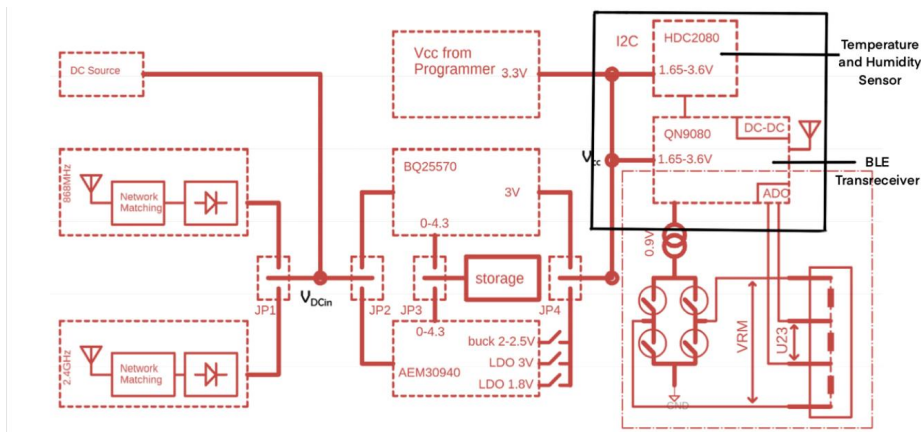 DC Source
868MHz
Network
Matching
2.4GHz
Network
Matching
JP1
VDCin
JP2
Vcc from
Programmer
3.3V
BQ25570
3V
0-4.3
JP3
storage
JP4
0-4.3
AEM30940
buck 2-2.5V
LDO 3V
LDO 1.8V
I2C
HDC2080
1.65-3.6V
Temperature
and Humidity
Sensor
Vcc
QN9080
DC-DC
1.65-3.6V
ADC
BLE
Transreceiver
0.9V
VRM
U23
GND